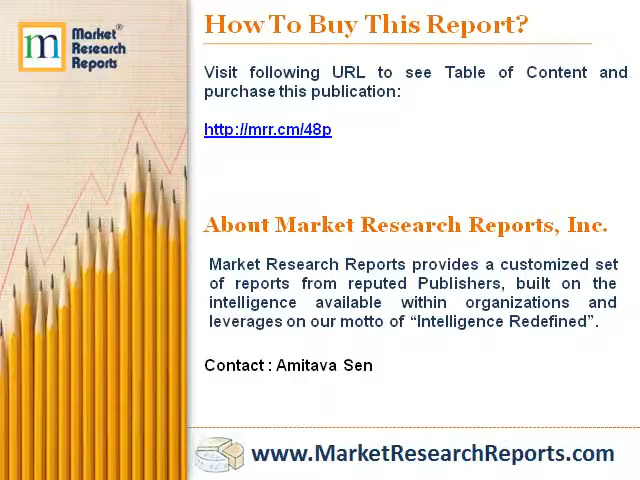 m
Market
Research
Reports
®
How To Buy This Report?
Visit following URL to see Table of Content and
purchase this publication:
http://mrr.cm/48p
About Market Research Reports, Inc.
Market Research Reports provides a customized set
of reports from reputed Publishers, built on the
intelligence available within organizations and
leverages on our motto of “Intelligence Redefined”.
Contact : Amitava Sen
www.MarketResearchReports.com